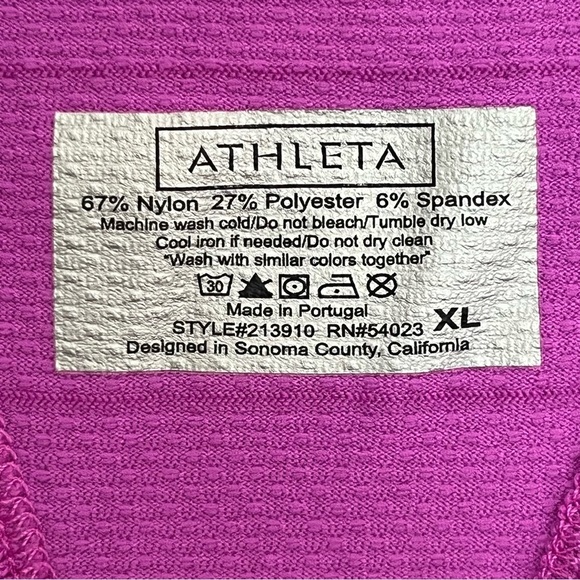 ATHLETA
67% Nylon 27% Polyester 6% Spandex
Machine wash cold/Do not bleach/Tumble dry low
Cool iron if needed/Do not dry clean
"Wash with similar colors together"
30
Made in Portugal
STYLE#213910 RN#54023 XL
Designed in Sonoma County, California